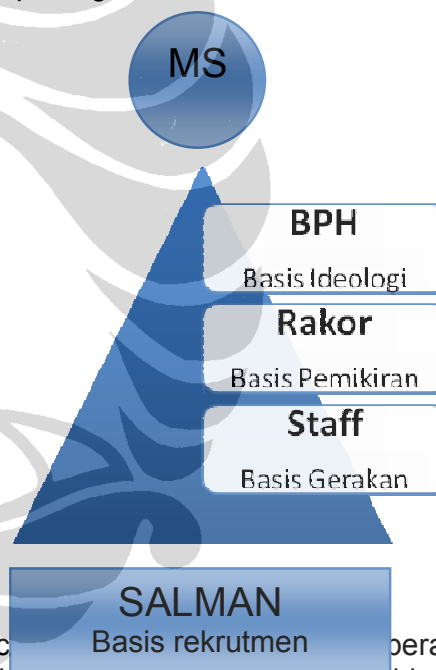 MS
BPH
Basis Ideologi
Rakor
Basis Pemikiran
Staff
Basis Gerakan
SALMAN
Basis rekrutmen